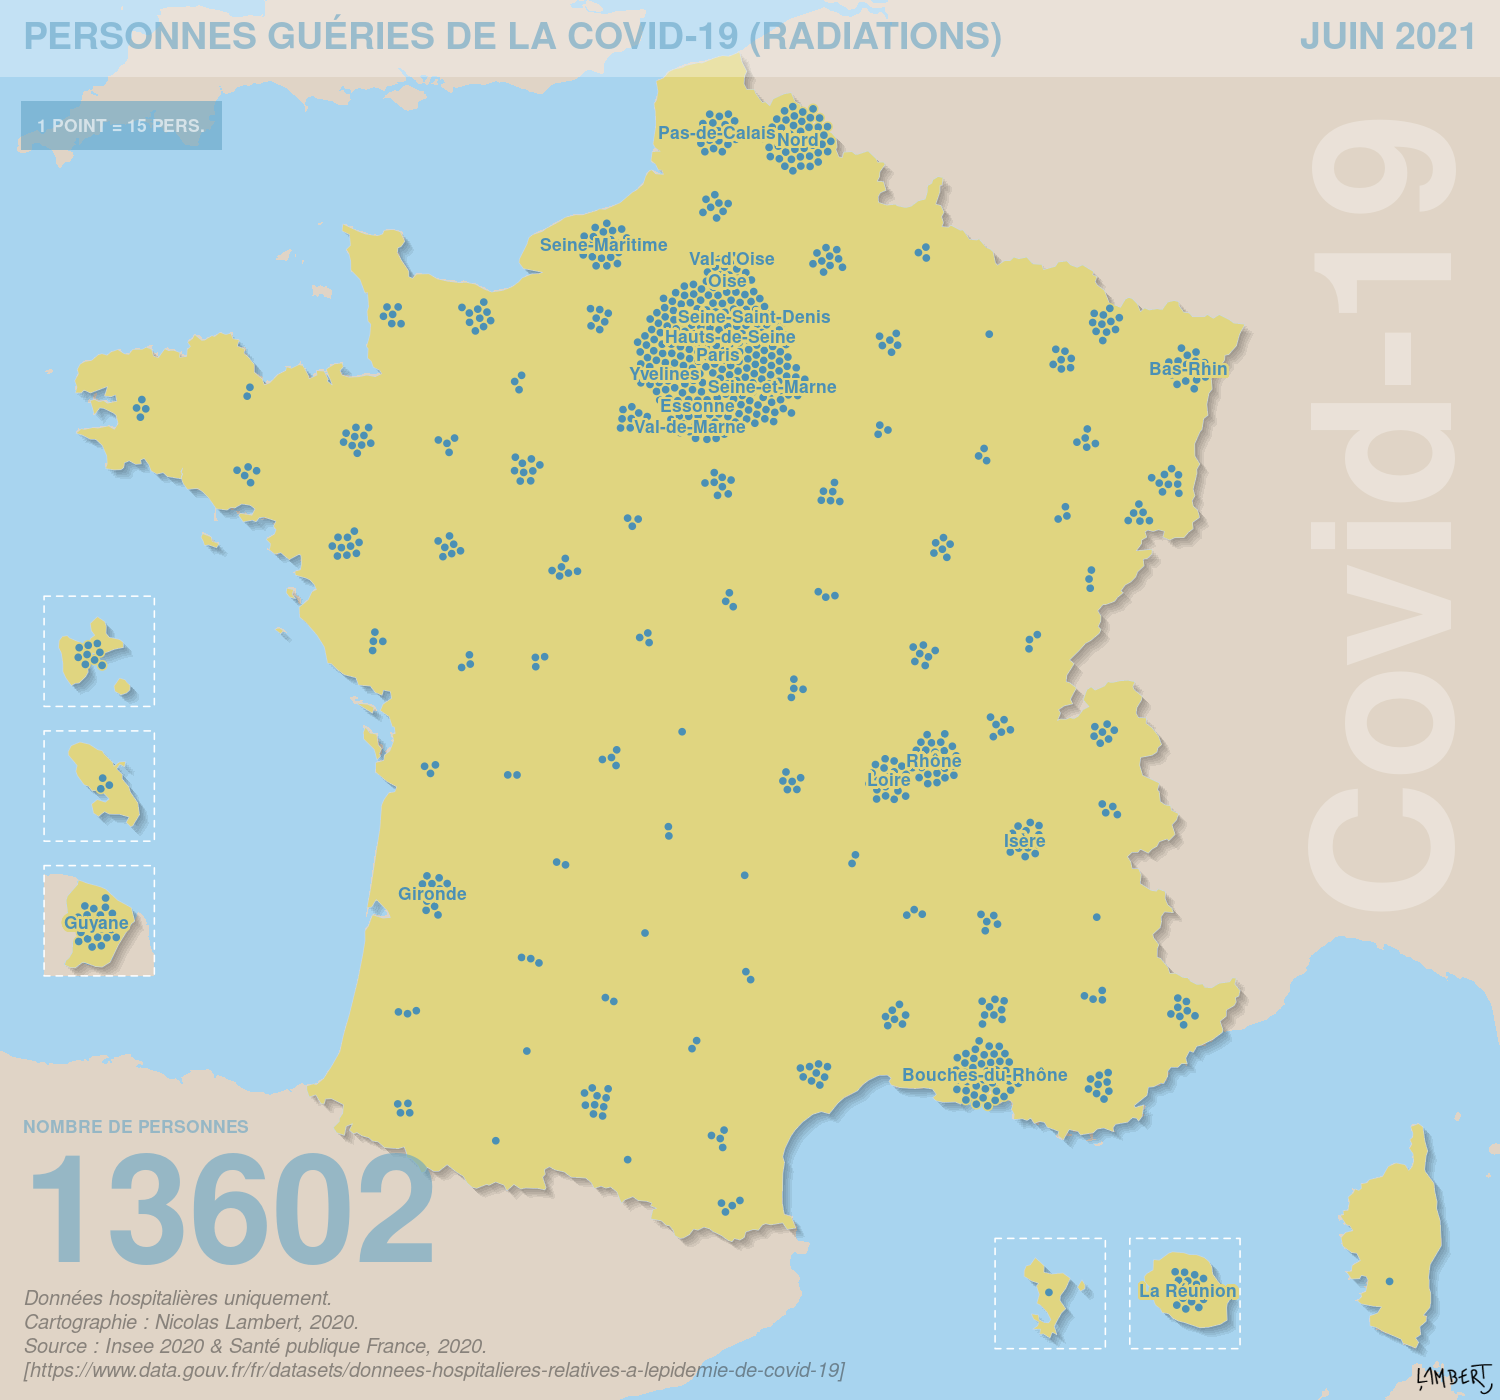 PERSONNES GUÉRIES DE LA COVID-19 (RADIATIONS)
JUIN 2021
1 POINT = 15 PERS.
Covid-19
Pas-de-Calais
Nord
Seine-Maritime
Val-d'Oise
Oise
Seine-Saint-Denis
Hauts-de-Seine
Paris
Yvelines
Seine-et-Marne
Essonne
Val-de-Marne
Bas-Rhin
Rhône
Loire
Isère
Gironde
Guyane
Bouches-du-Rhône
La Réunion
NOMBRE DE PERSONNES
13602
Données hospitalières uniquement.
Cartographie : Nicolas Lambert, 2020.
Source : Insee 2020 & Santé publique France, 2020.
[https://www.data.gouv.fr/fr/datasets/donnees-hospitalieres-relatives-a-lepidemie-de-covid-19]
LAMBERT